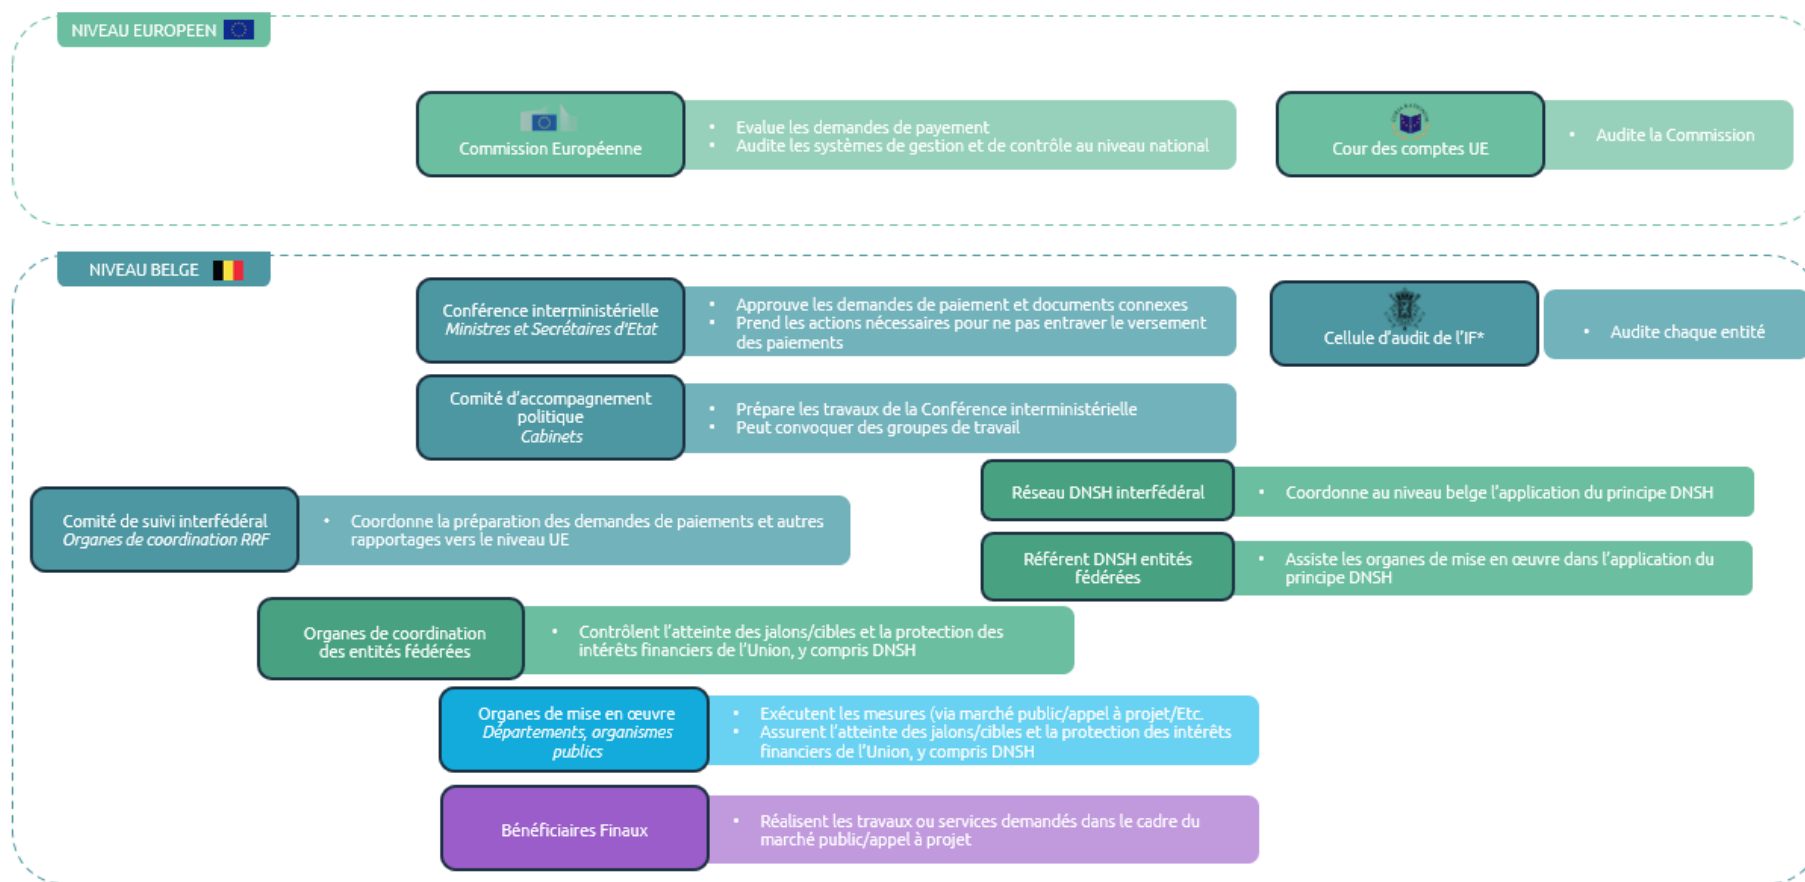 NIVEAU EUROPEEN
Commission Européenne
• Evalue les demandes de payement
• Audite les systèmes de gestion et de contrôle au niveau national
Cour des comptes UE
• Audite la Commission
NIVEAU BELGE
Conférence interministérielle
Ministres et Secrétaires d'Etat
• Approuve les demandes de paiement et documents connexes
• Prend les actions nécessaires pour ne pas entraver le versement
des paiements
Cellule d'audit de l'IF*
• Audite chaque entité
Comité d'accompagnement
politique
Cabinets
• Prépare les travaux de la Conférence interministérielle
• Peut convoquer des groupes de travail
Réseau DNSH interfédéral
• Coordonne au niveau belge l'application du principe DNSH
Comité de suivi interfédéral
Organes de coordination RRF
• Coordonne la préparation des demandes de paiements et autres
rapportages vers le niveau UE
Référent DNSH entités
fédérées
• Assiste les organes de mise en œuvre dans l'application du
principe DNSH
Organes de coordination
des entités fédérées
• Contrôlent l'atteinte des jalons/cibles et la protection des
intérêts financiers de l'Union, y compris DNSH
Organes de mise en œuvre
Départements, organismes
publics
• Exécutent les mesures (via marché public/appel à projet/Etc.
• Assurent l'atteinte des jalons/cibles et la protection des intérêts
financiers de l'Union, y compris DNSH
Bénéficiaires Finaux
• Réalisent les travaux ou services demandés dans le cadre du
marché public/appel à projet